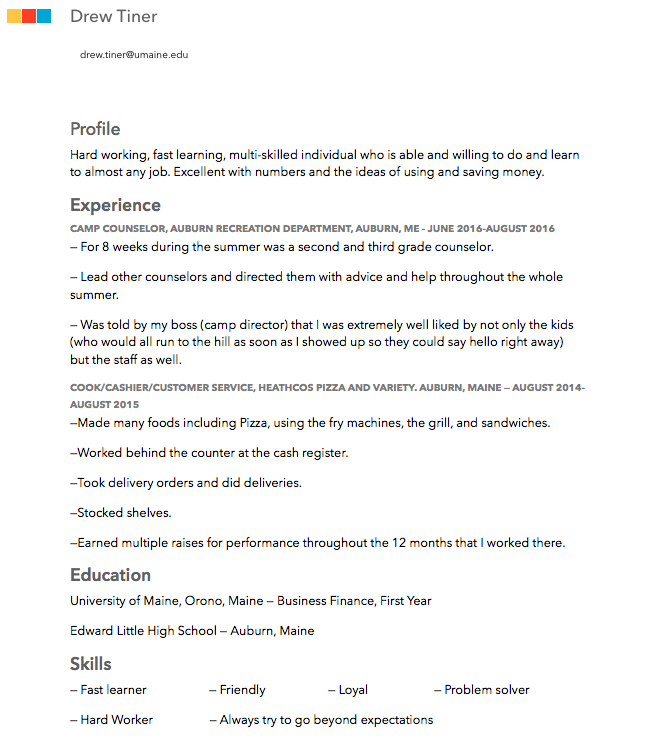 Drew Tiner
drew.tiner@umaine.edu
Profile
Hard working, fast learning, multi-skilled individual who is able and willing to do and learn
to almost any job. Excellent with numbers and the ideas of using and saving money.
Experience
CAMP COUNSELOR, AUBURN RECREATION DEPARTMENT, AUBURN, ME - JUNE 2016-AUGUST 2016
– For 8 weeks during the summer was a second and third grade counselor.
– Lead other counselors and directed them with advice and help throughout the whole
summer.
– Was told by my boss (camp director) that I was extremely well liked by not only the kids
(who would all run to the hill as soon as I showed up so they could say hello right away)
but the staff as well.
COOK/CASHIER/CUSTOMER SERVICE, HEATHCOS PIZZA AND VARIETY. AUBURN, MAINE – AUGUST 2014-
AUGUST 2015
–Made many foods including Pizza, using the fry machines, the grill, and sandwiches.
–Worked behind the counter at the cash register.
–Took delivery orders and did deliveries.
–Stocked shelves.
–Earned multiple raises for performance throughout the 12 months that I worked there.
Education
University of Maine, Orono, Maine – Business Finance, First Year
Edward Little High School – Auburn, Maine
Skills
– Fast learner – Friendly – Loyal – Problem solver
– Hard Worker – Always try to go beyond expectations